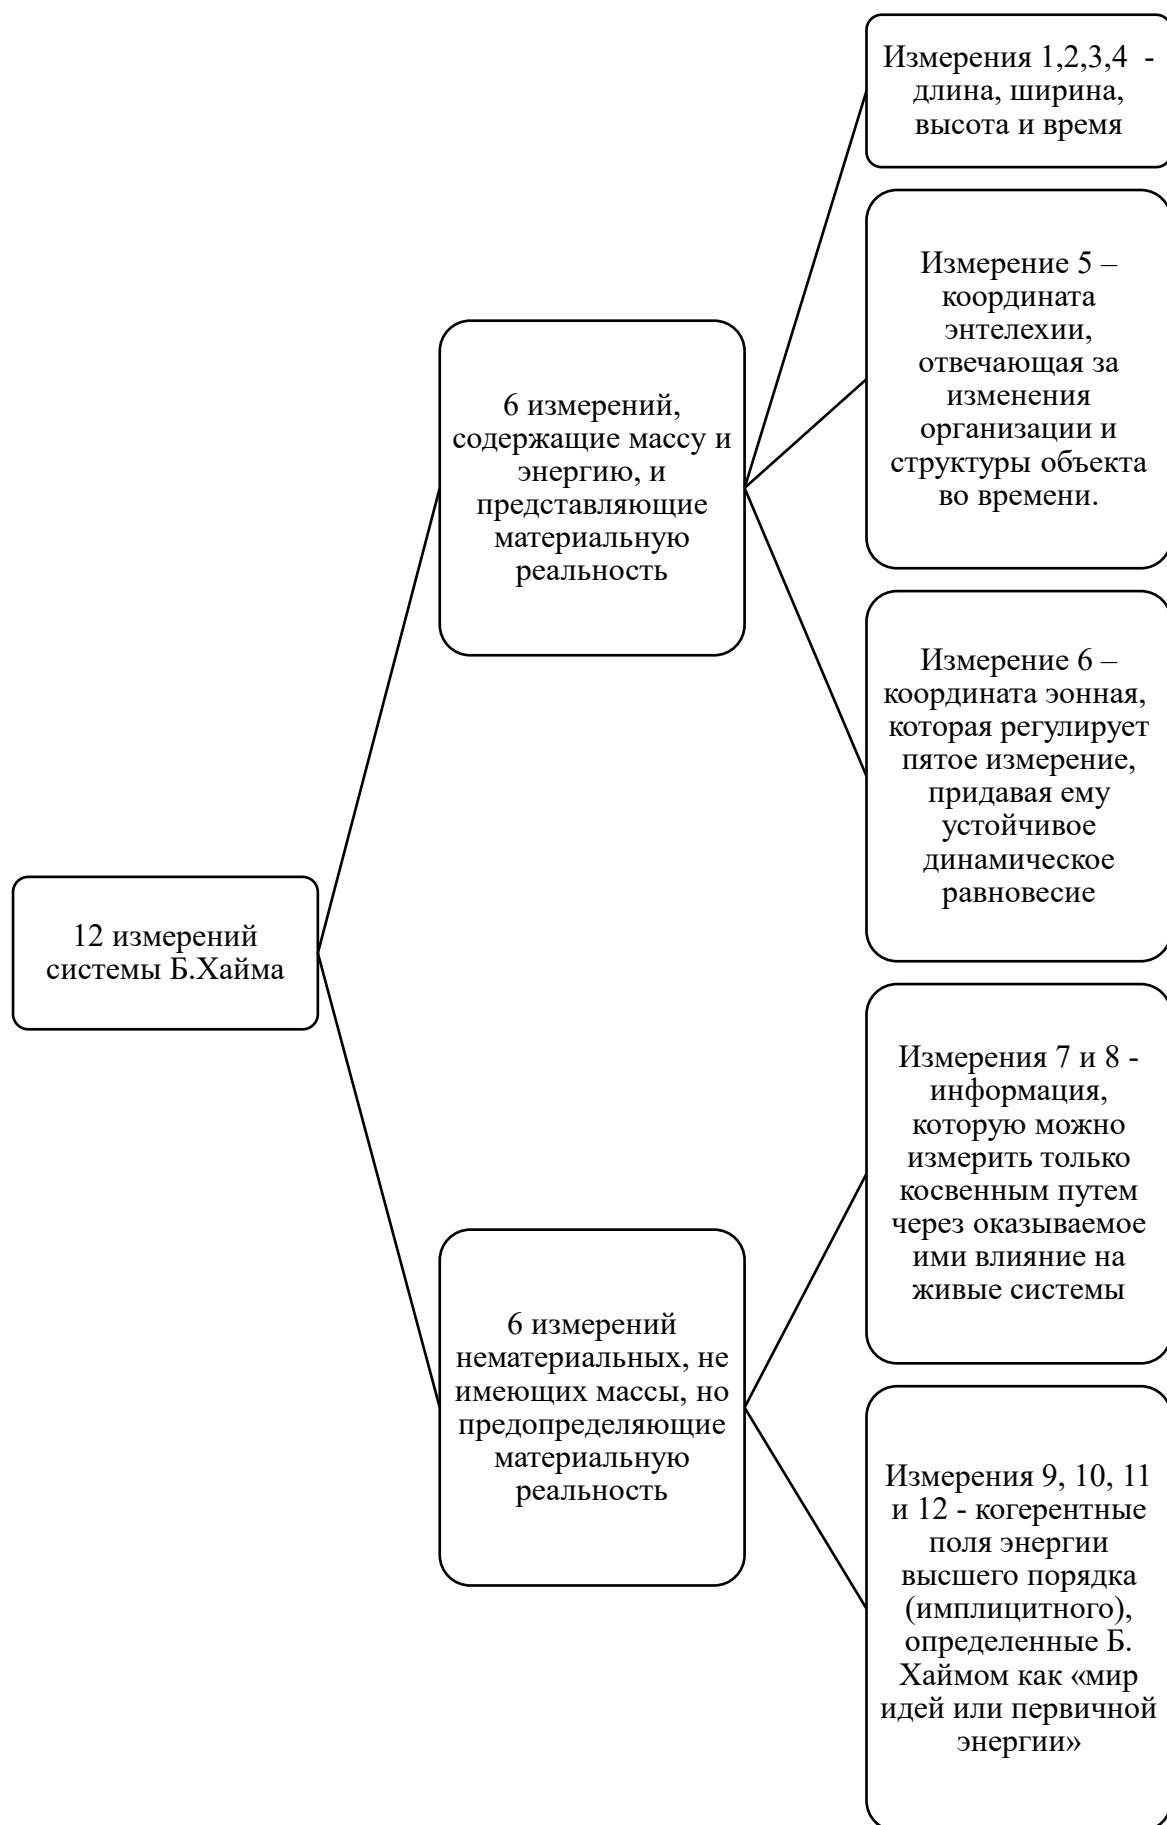 12 измерений
системы Б.Хайма
6 измерений,
содержащие массу и
энергию, и
представляющие
материальную
реальность
Измерения 1,2,3,4 -
длина, ширина,
высота и время
Измерение 5 –
координата
энтелехии,
отвечающая за
изменения
организации и
структуры объекта
во времени.
Измерение 6 –
координата эонная,
которая регулирует
пятое измерение,
придавая ему
устойчивое
динамическое
равновесие
6 измерений
нематериальных, не
имеющих массы, но
предопределяющие
материальную
реальность
Измерения 7 и 8 -
информация,
которую можно
измерить только
косвенным путем
через оказываемое
ими влияние на
живые системы
Измерения 9, 10, 11
и 12 - когерентные
поля энергии
высшего порядка
(имплицитного),
определенные Б.
Хаймом как «мир
идей или первичной
энергии»